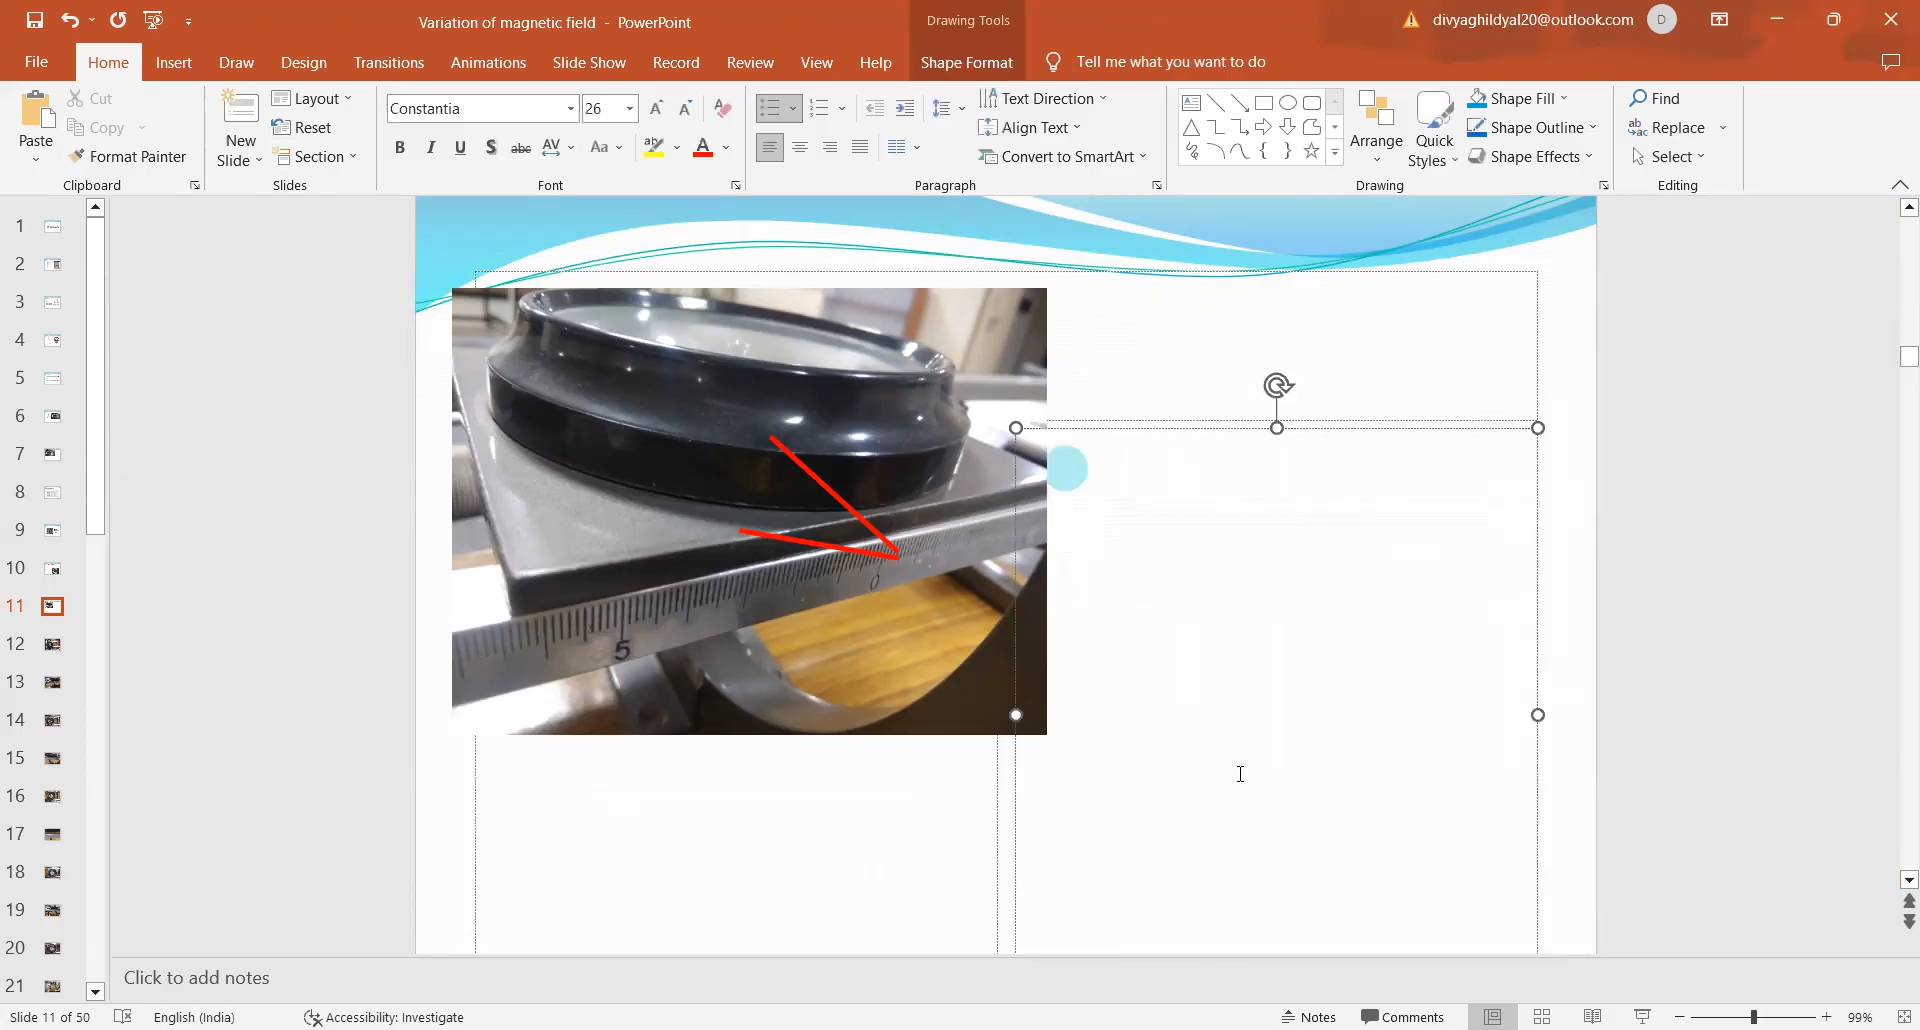 Variation of magnetic field - PowerPoint
Drawing Tools
divyaghildyal20@outlook.com
D
File
Home
Insert
Draw
Design
Transitions
Animations
Slide Show
Record
Review
View
Help
Shape Format
Tell me what you want to do
Paste
Cut
Copy
Format Painter
Clipboard
New Slide
Layout
Reset
Section
Slides
Constantia
26
B I U S abc AV Aa A
Font
Text Direction
Align Text
Convert to SmartArt
Paragraph
Arrange
Quick Styles
Shape Fill
Shape Outline
Shape Effects
Drawing
Find
Replace
Select
Editing
1
2
3
4
5
6
7
8
9
10
11
12
13
14
15
16
17
18
19
20
21
0
5
Click to add notes
Slide 11 of 50
English (India)
Accessibility: Investigate
Notes
Comments
99%